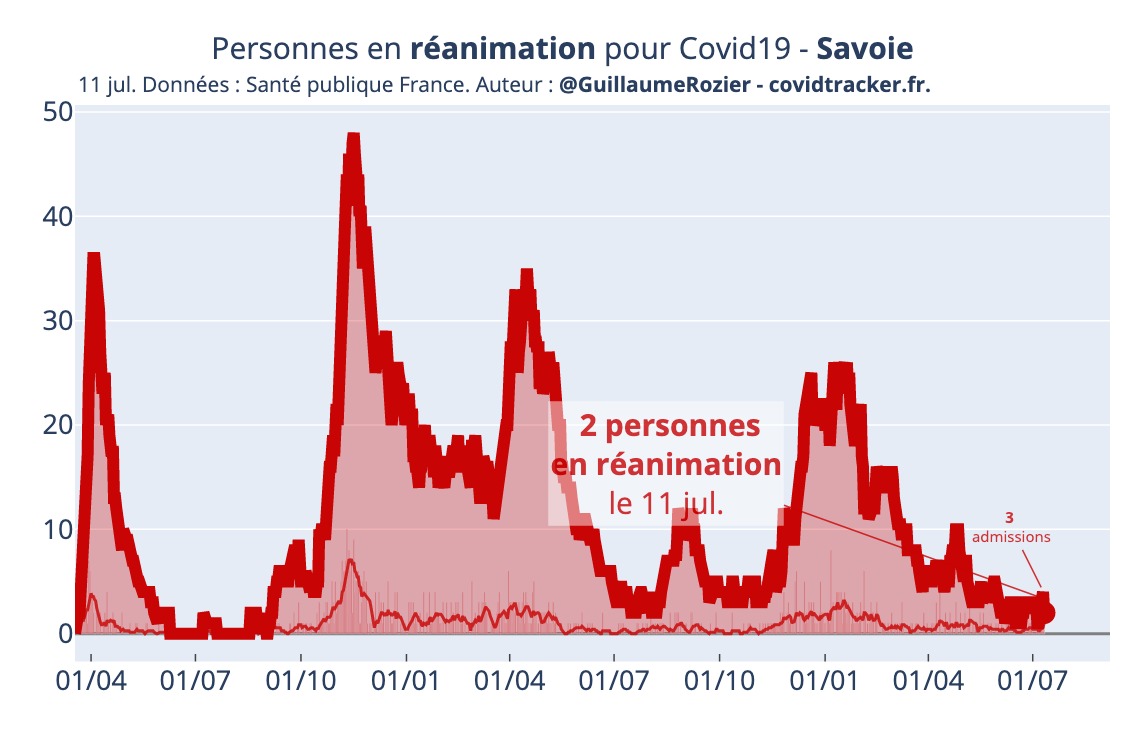 Personnes en réanimation pour Covid19 - Savoie
11 jul. Données : Santé publique France. Auteur : @GuillaumeRozier - covidtracker.fr.
50
40
30
20
10
0
2 personnes
en réanimation
le 11 jul.
3
admissions
01/04 01/07 01/10 01/01 01/04 01/07 01/10 01/01 01/04 01/07